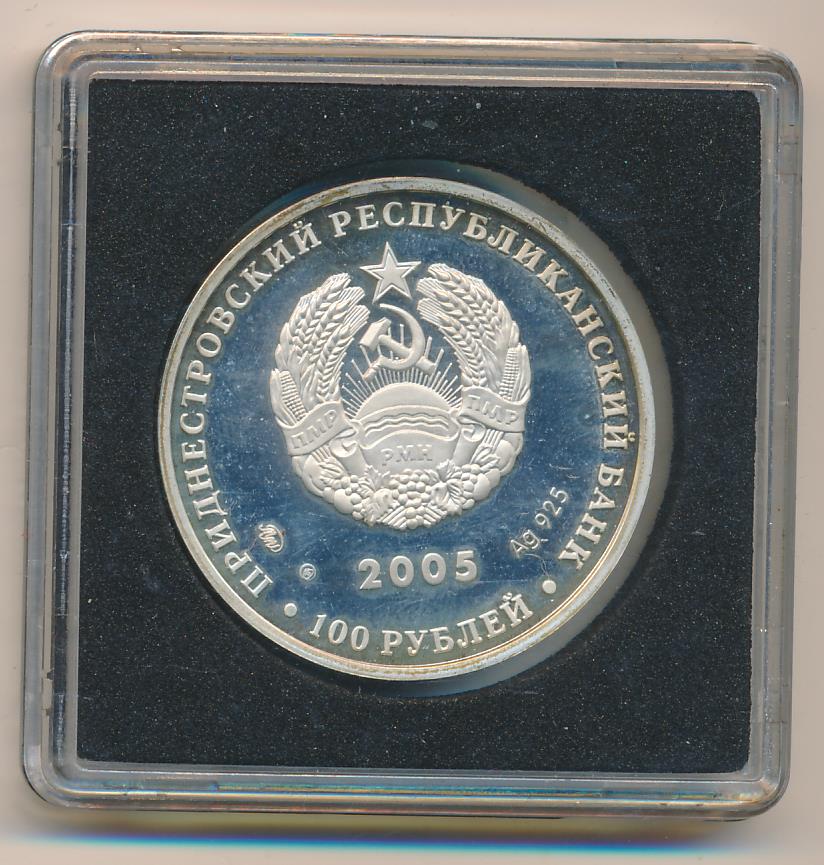 ПРИДНЕСТРОВСКИЙ РЕСПУБЛИКАНСКИЙ БАНК
ПМР
ПМР
РМН
Ag 925
2005
• 100 РУБЛЕЙ •